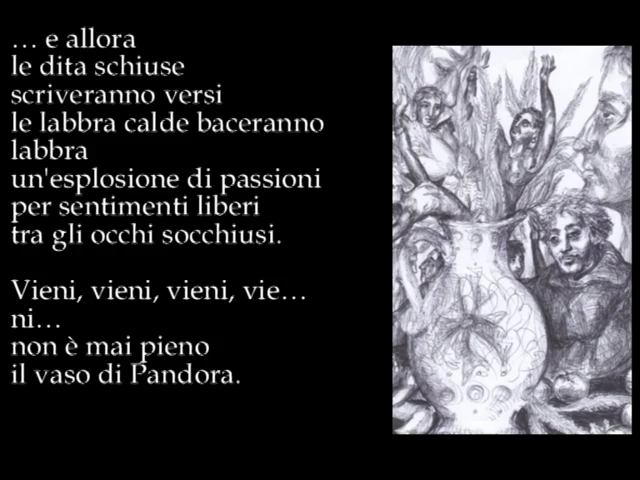 … e allora
le dita schiuse
scriveranno versi
le labbra calde baceranno
labbra
un'esplosione di passioni
per sentimenti liberi
tra gli occhi socchiusi.
Vieni, vieni, vieni, vie…
ni…
non è mai pieno
il vaso di Pandora.